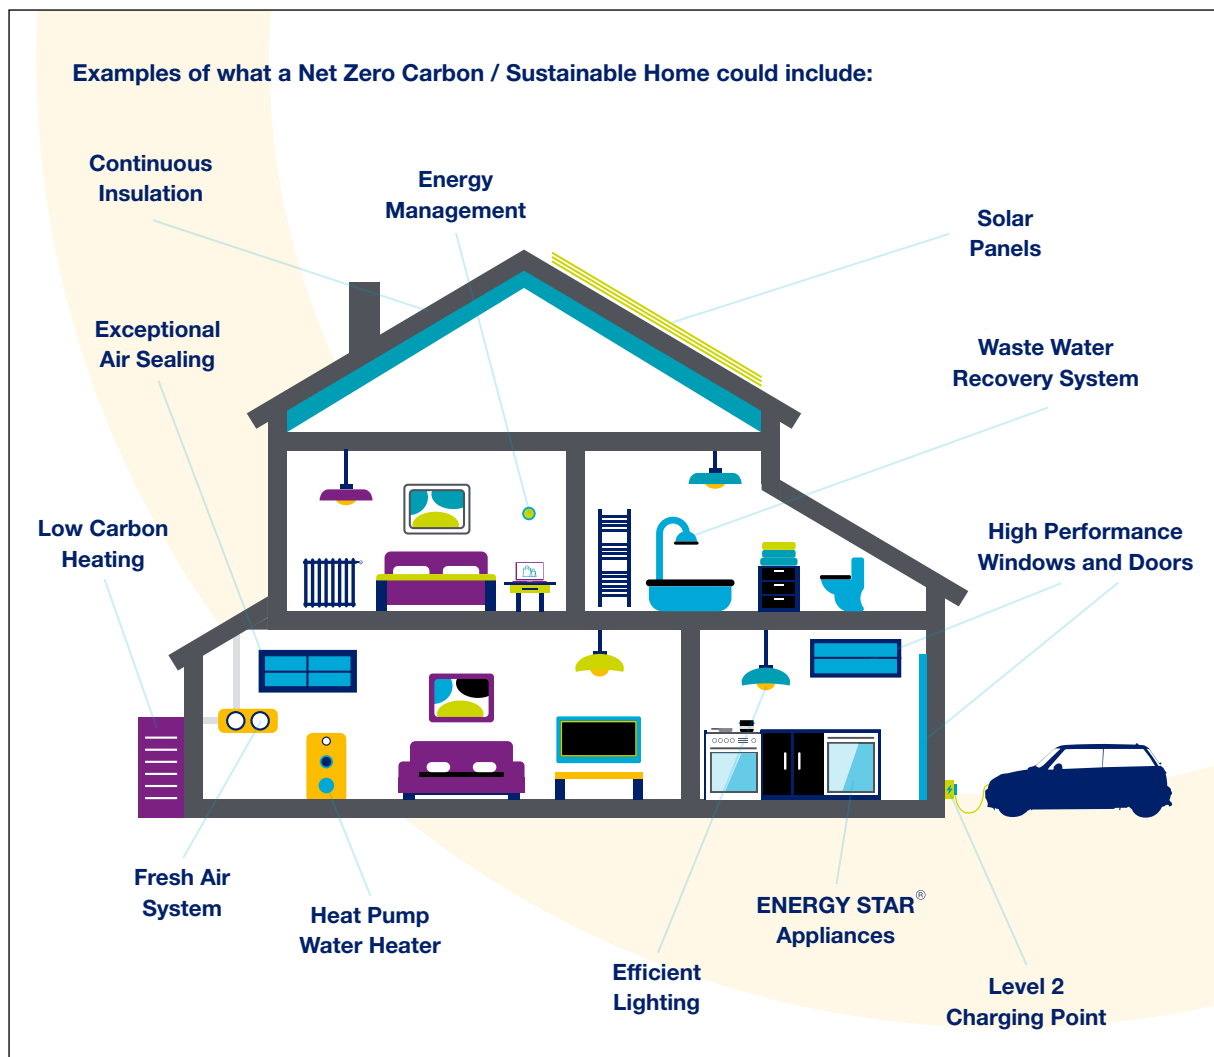 Examples of what a Net Zero Carbon / Sustainable Home could include:
Continuous
Insulation
Energy
Management
Solar
Panels
Exceptional
Air Sealing
Waste Water
Recovery System
Low Carbon
Heating
High Performance
Windows and Doors
Fresh Air
System
Heat Pump
Water Heater
ENERGY STAR®
Appliances
Efficient
Lighting
Level 2
Charging Point